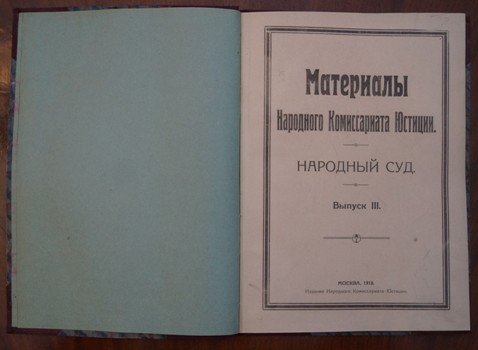 Материалы
Народного Комиссариата Юстиции.
НАРОДНЫЙ СУД.
Выпуск III.
МОСКВА, 1918.
Издание Народного Комиссариата Юстиции.